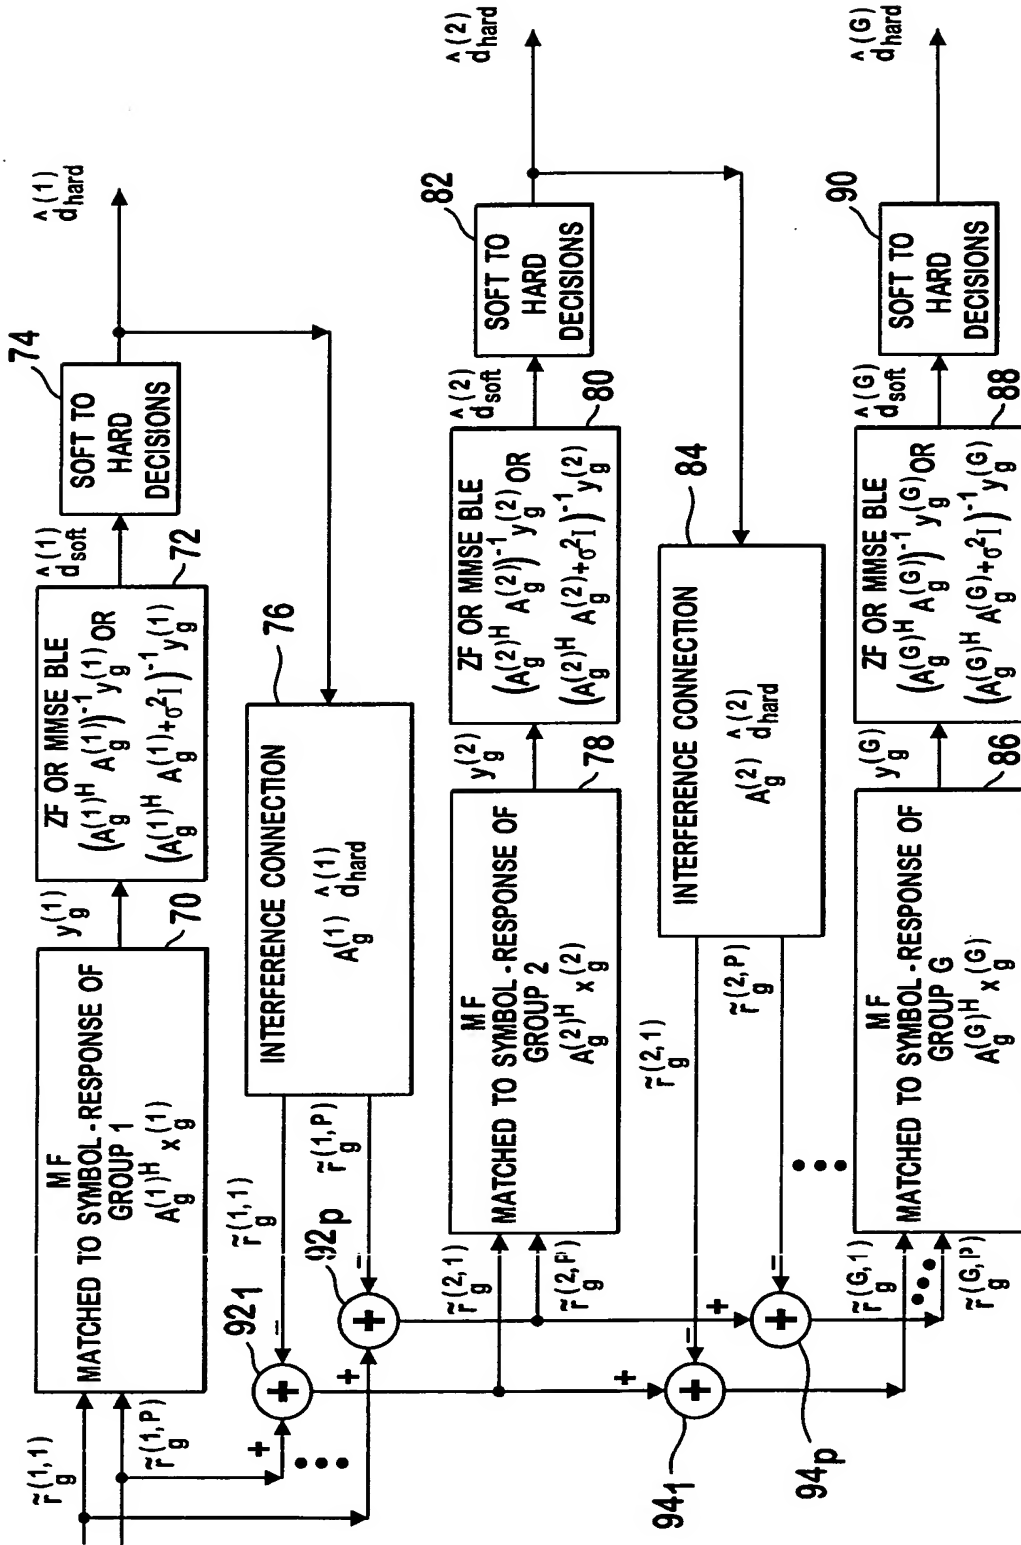 r̃_g^(1,1)
r̃_g^(1,P)
MF
MATCHED TO SYMBOL-RESPONSE OF
GROUP 1
A_g^(1)H x_g^(1)
70
y_g^(1)
ZF OR MMSE BLE
(A_g^(1)H A_g^(1))^-1 y_g^(1) OR
(A_g^(1)H A_g^(1)+σ²I)^-1 y_g^(1)
72
d̂_soft^(1)
SOFT TO
HARD
DECISIONS
74
d̂_hard^(1)
INTERFERENCE CONNECTION
A_g^(1) d̂_hard^(1)
76
r̃_g^(1,1)
r̃_g^(1,P)
+
+
-
92₁
•••
+
+
-
92p
r̃_g^(2,1)
r̃_g^(2,P)
MF
MATCHED TO SYMBOL-RESPONSE OF
GROUP 2
A_g^(2)H x_g^(2)
78
y_g^(2)
ZF OR MMSE BLE
(A_g^(2)H A_g^(2))^-1 y_g^(2) OR
(A_g^(2)H A_g^(2)+σ²I)^-1 y_g^(2)
80
d̂_soft^(2)
SOFT TO
HARD
DECISIONS
82
d̂_hard^(2)
INTERFERENCE CONNECTION
A_g^(2) d̂_hard^(2)
84
r̃_g^(2,1)
r̃_g^(2,P)
+
+
-
94₁
+
+
-
94p
•••
r̃_g^(G,1)
•••
r̃_g^(G,P)
MF
MATCHED TO SYMBOL-RESPONSE OF
GROUP G
A_g^(G)H x_g^(G)
86
y_g^(G)
ZF OR MMSE BLE
(A_g^(G)H A_g^(G))^-1 y_g^(G) OR
(A_g^(G)H A_g^(G)+σ²I)^-1 y_g^(G)
88
d̂_soft^(G)
SOFT TO
HARD
DECISIONS
90
d̂_hard^(G)